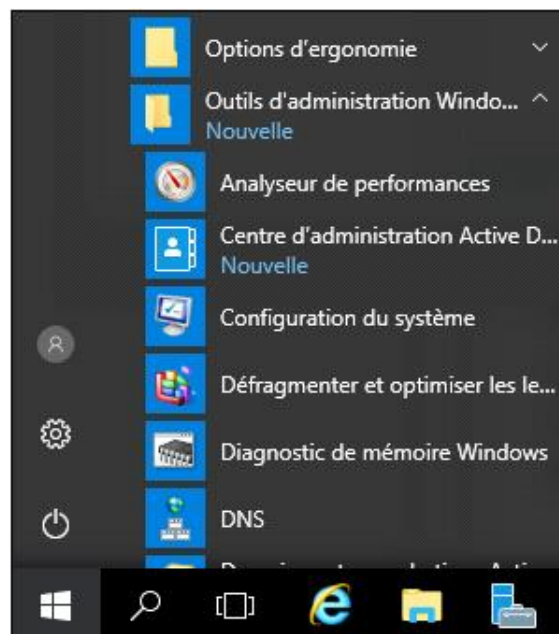 Options d'ergonomie
Outils d'administration Windo...
Nouvelle
Analyseur de performances
Centre d'administration Active D...
Nouvelle
Configuration du système
Défragmenter et optimiser les le...
Diagnostic de mémoire Windows
DNS